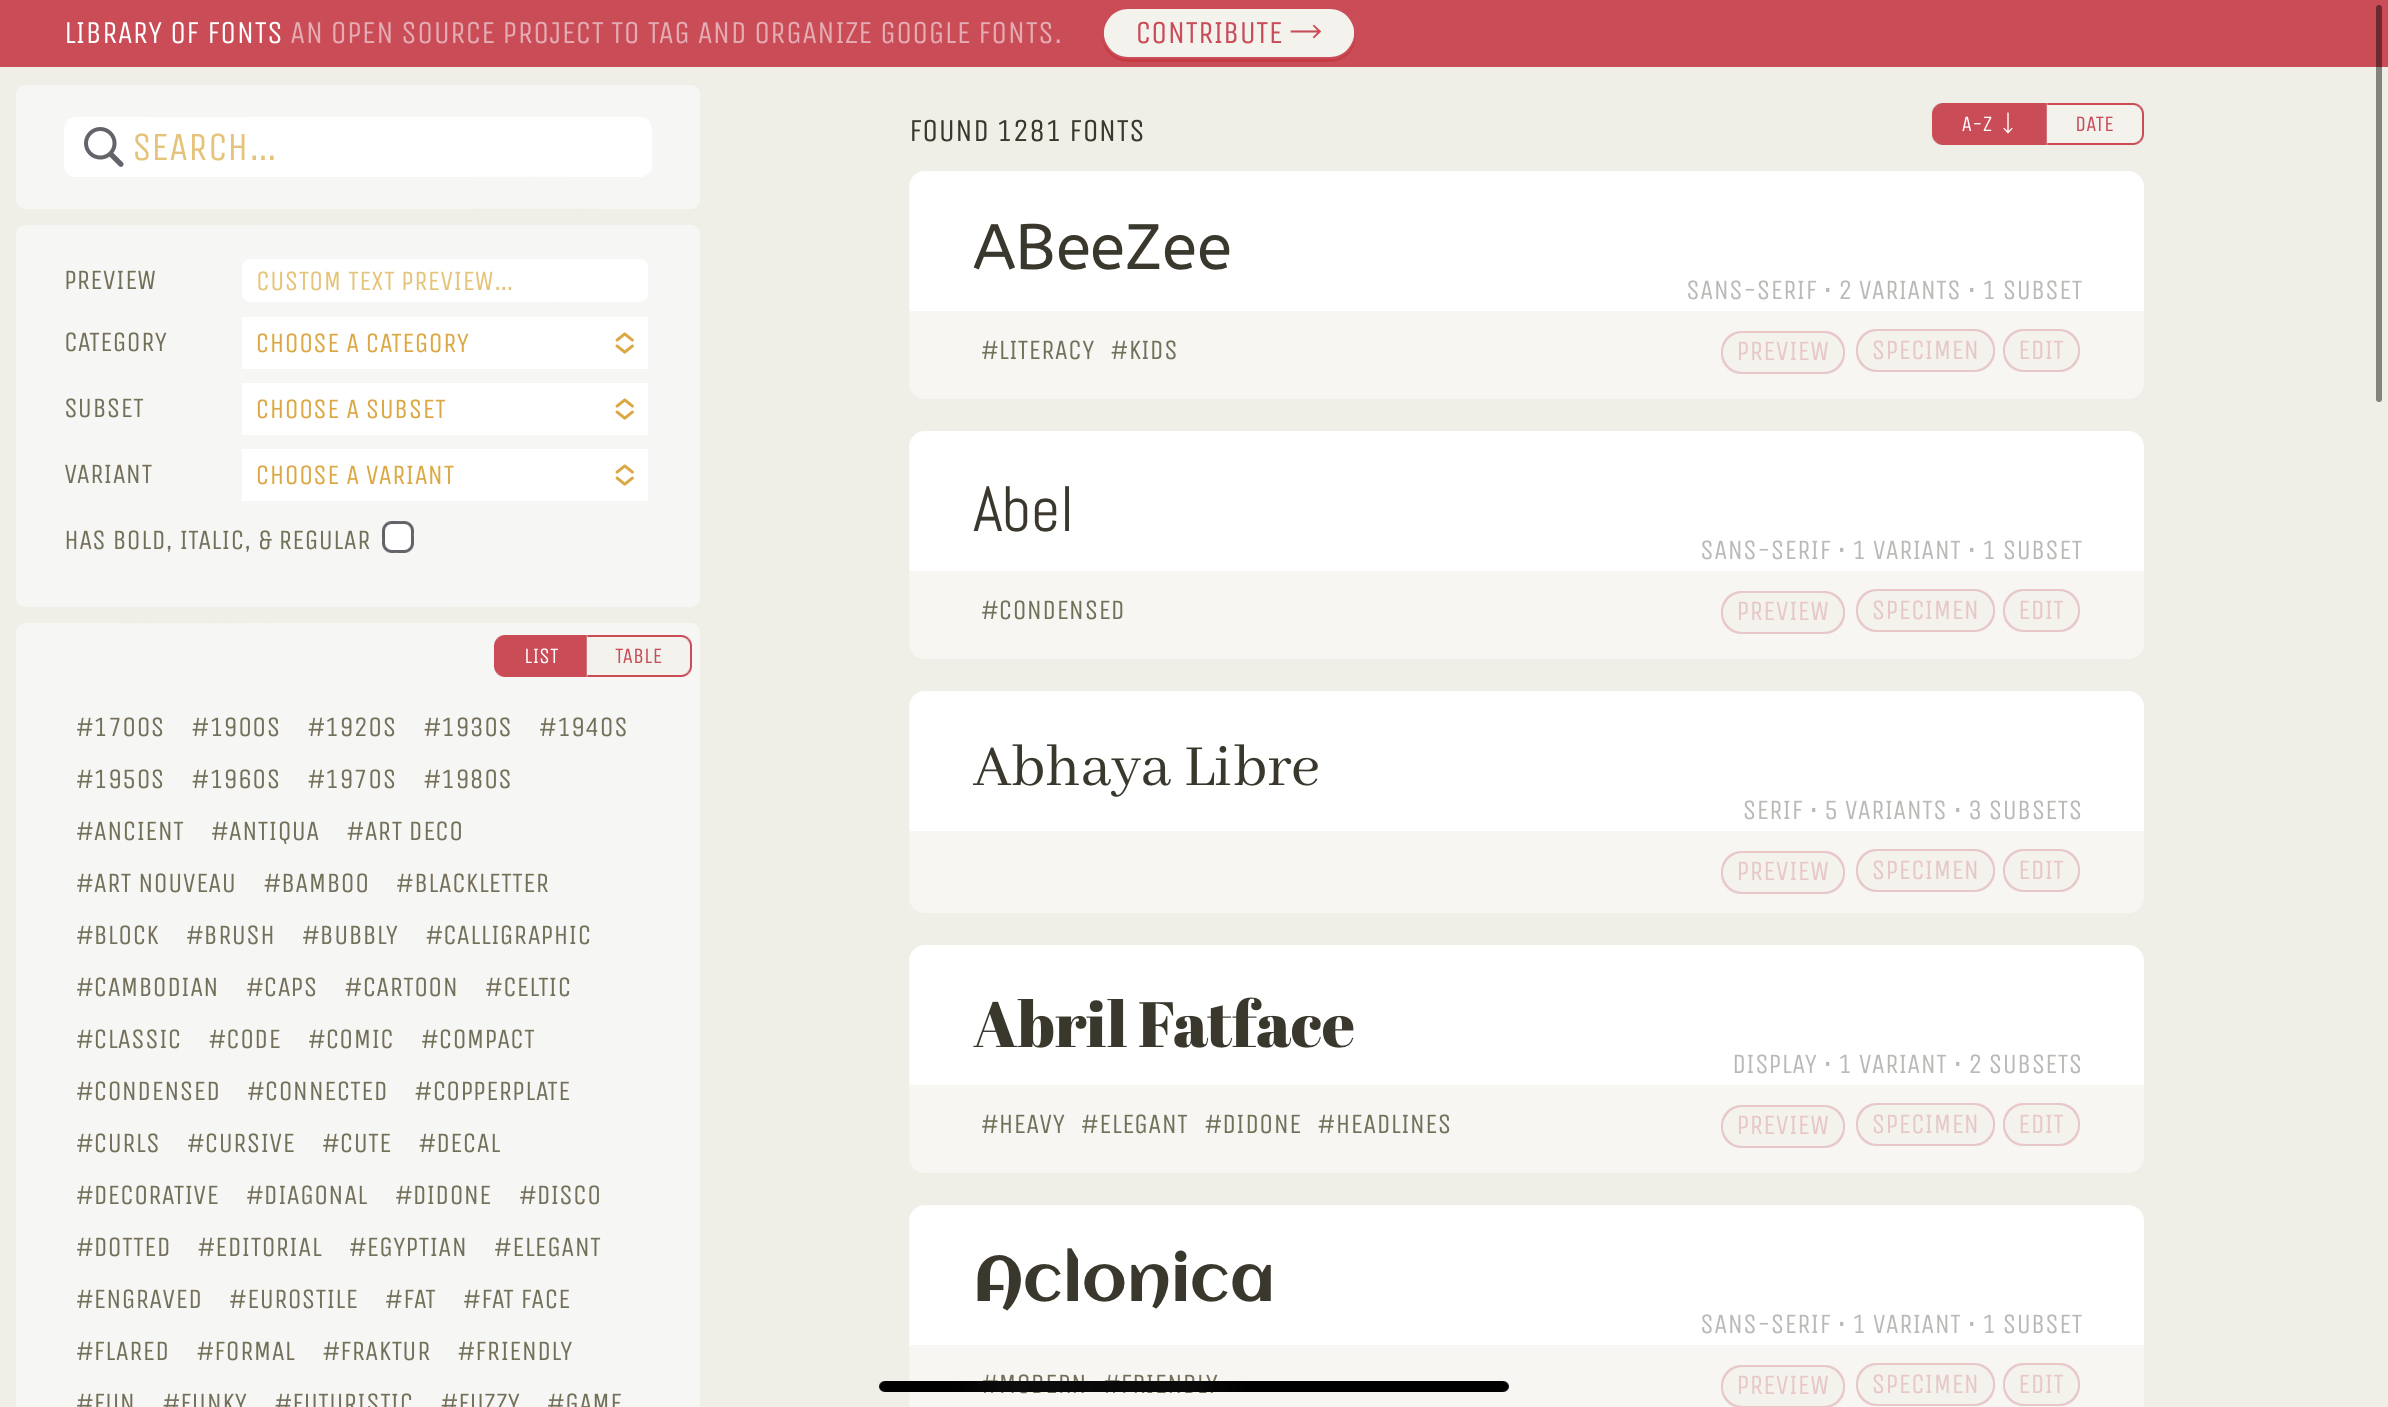 LIBRARY OF FONTS AN OPEN SOURCE PROJECT TO TAG AND ORGANIZE GOOGLE FONTS. CONTRIBUTE →
SEARCH...
PREVIEW CUSTOM TEXT PREVIEW...
CATEGORY CHOOSE A CATEGORY
SUBSET CHOOSE A SUBSET
VARIANT CHOOSE A VARIANT
HAS BOLD, ITALIC, & REGULAR
LIST TABLE
#1700S #1900S #1920S #1930S #1940S
#1950S #1960S #1970S #1980S
#ANCIENT #ANTIQUA #ART DECO
#ART NOUVEAU #BAMBOO #BLACKLETTER
#BLOCK #BRUSH #BUBBLY #CALLIGRAPHIC
#CAMBODIAN #CAPS #CARTOON #CELTIC
#CLASSIC #CODE #COMIC #COMPACT
#CONDENSED #CONNECTED #COPPERPLATE
#CURLS #CURSIVE #CUTE #DECAL
#DECORATIVE #DIAGONAL #DIDONE #DISCO
#DOTTED #EDITORIAL #EGYPTIAN #ELEGANT
#ENGRAVED #EUROSTILE #FAT #FAT FACE
#FLARED #FORMAL #FRAKTUR #FRIENDLY
#FUN #FUNKY #FUTURISTIC #FUZZY #GAME
FOUND 1281 FONTS
A-Z ↓ DATE
ABeeZee
SANS-SERIF • 2 VARIANTS • 1 SUBSET
#LITERACY #KIDS PREVIEW SPECIMEN EDIT
Abel
SANS-SERIF • 1 VARIANT • 1 SUBSET
#CONDENSED PREVIEW SPECIMEN EDIT
Abhaya Libre
SERIF • 5 VARIANTS • 3 SUBSETS
PREVIEW SPECIMEN EDIT
Abril Fatface
DISPLAY • 1 VARIANT • 2 SUBSETS
#HEAVY #ELEGANT #DIDONE #HEADLINES PREVIEW SPECIMEN EDIT
Aclonica
SANS-SERIF • 1 VARIANT • 1 SUBSET
#MODERN #FRIENDLY PREVIEW SPECIMEN EDIT